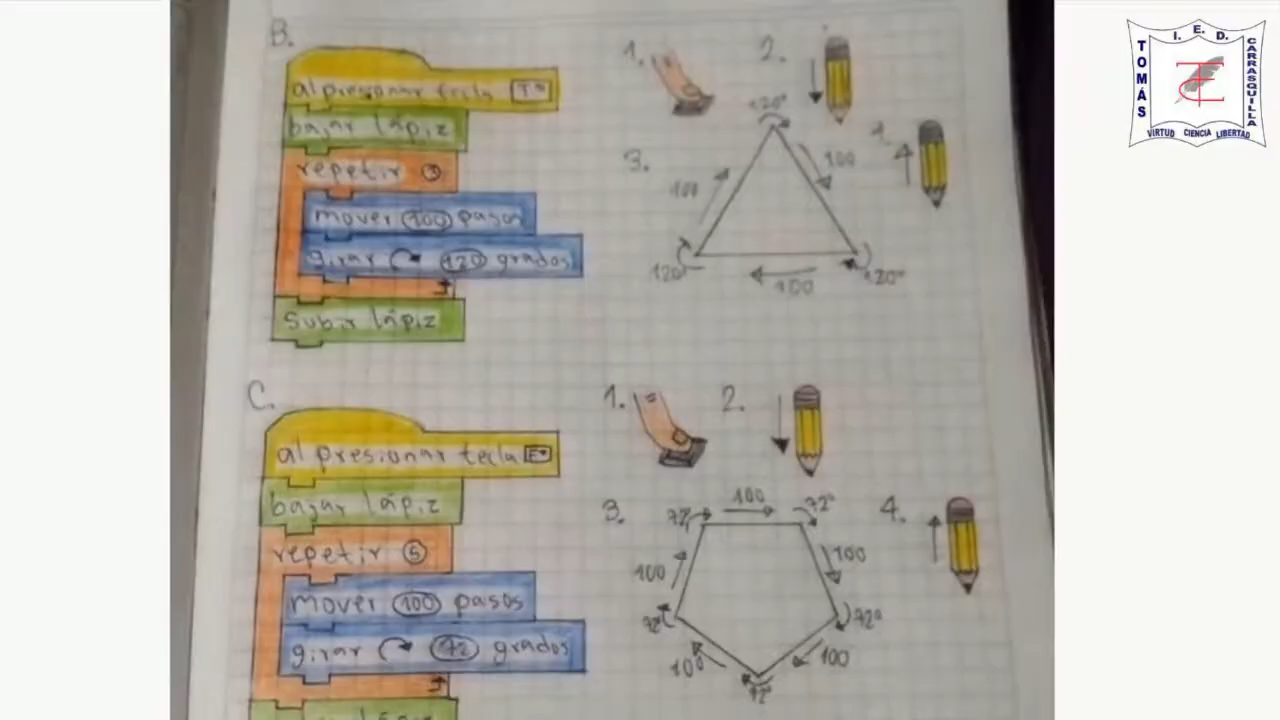 B.
al presionar tecla T
bajar lápiz
repetir 3
mover 100 pasos
girar 120 grados
subir lápiz
1.
2.
3.
120°
100
100
120°
100
120°
C.
al presionar tecla E
bajar lápiz
repetir 5
mover 100 pasos
girar 72 grados
1.
2.
3.
4.
72
100
72°
100
100
72°
72°
100
100
72°
I. E. D.
TOMÁS
CARRASQUILLA
TC
VIRTUD CIENCIA LIBERTAD